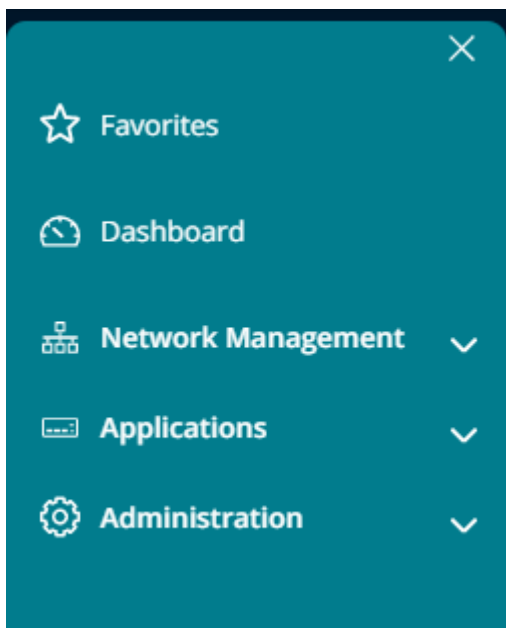 Favorites
Dashboard
Network Management
Applications
Administration